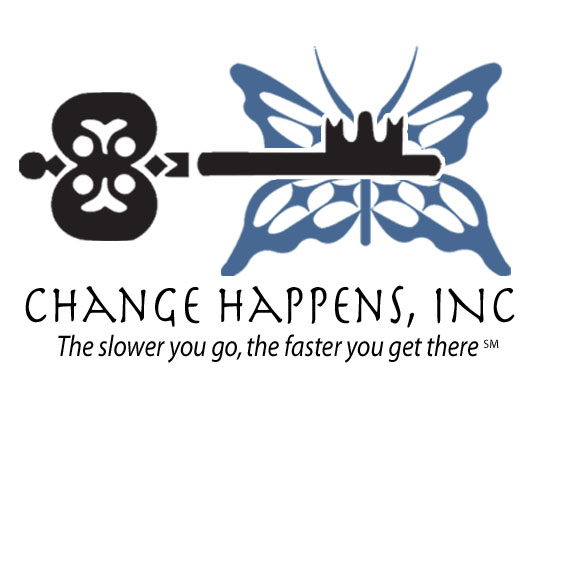 CHANGE HAPPENS, INC
The slower you go, the faster you get there ℠